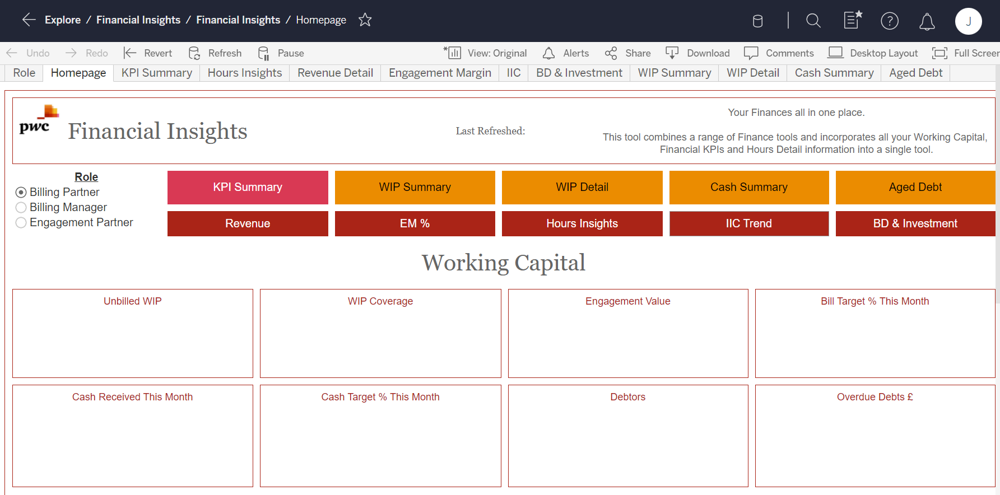 Explore / Financial Insights / Financial Insights / Homepage
J
Undo Redo Revert Refresh Pause View: Original Alerts Share Download Comments Desktop Layout Full Screen
Role Homepage KPI Summary Hours Insights Revenue Detail Engagement Margin IIC BD & Investment WIP Summary WIP Detail Cash Summary Aged Debt
pwc
Financial Insights
Last Refreshed:
Your Finances all in one place.
This tool combines a range of Finance tools and incorporates all your Working Capital,
Financial KPIs and Hours Detail information into a single tool.
Role
Billing Partner
Billing Manager
Engagement Partner
KPI Summary WIP Summary WIP Detail Cash Summary Aged Debt
Revenue EM % Hours Insights IIC Trend BD & Investment
Working Capital
Unbilled WIP WIP Coverage Engagement Value Bill Target % This Month
Cash Received This Month Cash Target % This Month Debtors Overdue Debts £